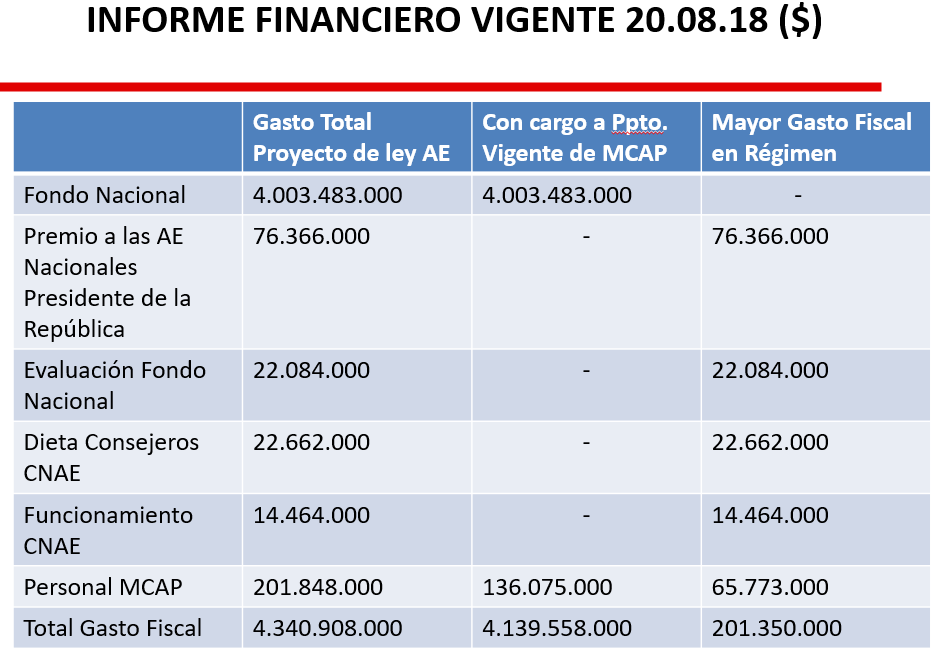 INFORME FINANCIERO VIGENTE 20.08.18 ($)
Gasto Total Proyecto de ley AE
Con cargo a Ppto. Vigente de MCAP
Mayor Gasto Fiscal en Régimen
Fondo Nacional 4.003.483.000 4.003.483.000 -
Premio a las AE Nacionales Presidente de la República 76.366.000 - 76.366.000
Evaluación Fondo Nacional 22.084.000 - 22.084.000
Dieta Consejeros CNAE 22.662.000 - 22.662.000
Funcionamiento CNAE 14.464.000 - 14.464.000
Personal MCAP 201.848.000 136.075.000 65.773.000
Total Gasto Fiscal 4.340.908.000 4.139.558.000 201.350.000